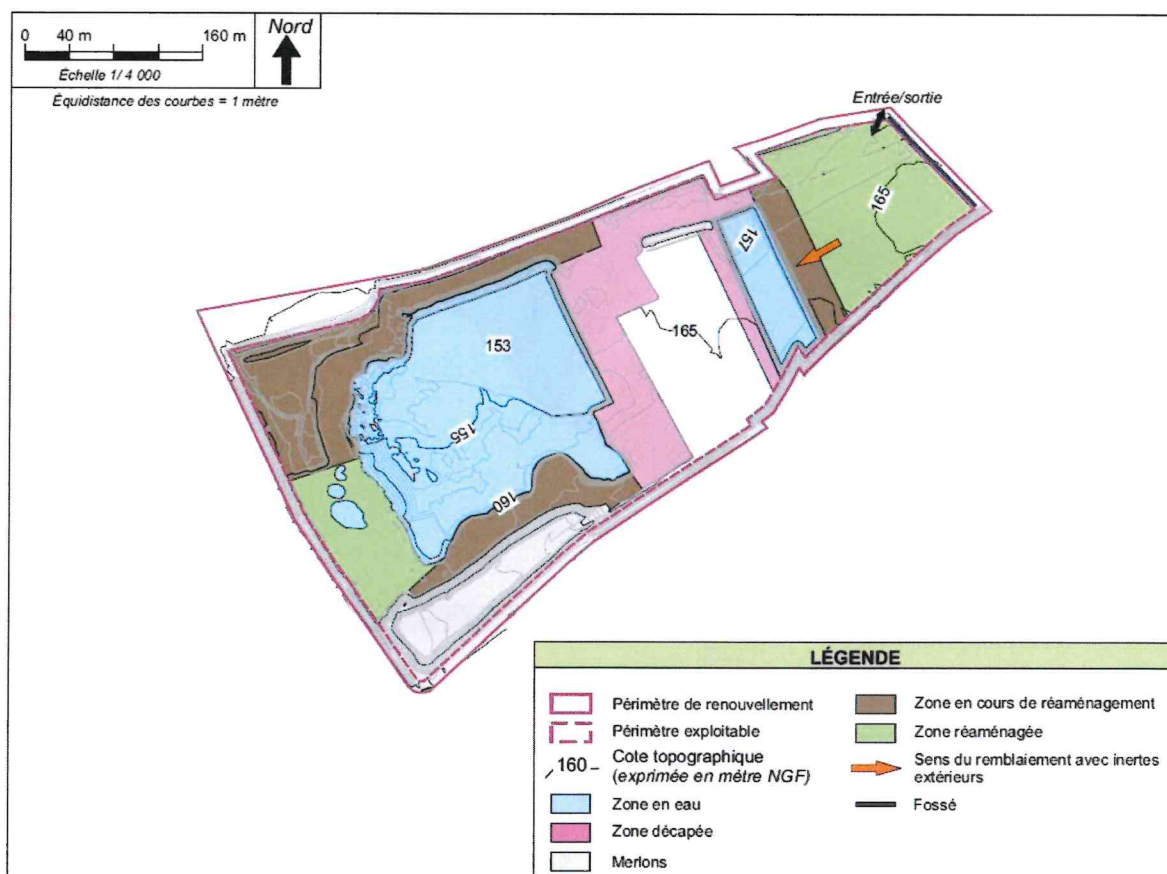 0 40 m 160 m
Échelle 1/ 4 000
Nord
Équidistance des courbes = 1 mètre
Entrée/sortie
165
157
165
153
155
160
LÉGENDE
Périmètre de renouvellement
Périmètre exploitable
160
Cote topographique
(exprimée en mètre NGF)
Zone en eau
Zone décapée
Merlons
Zone en cours de réaménagement
Zone réaménagée
Sens du remblaiement avec inertes
extérieurs
Fossé